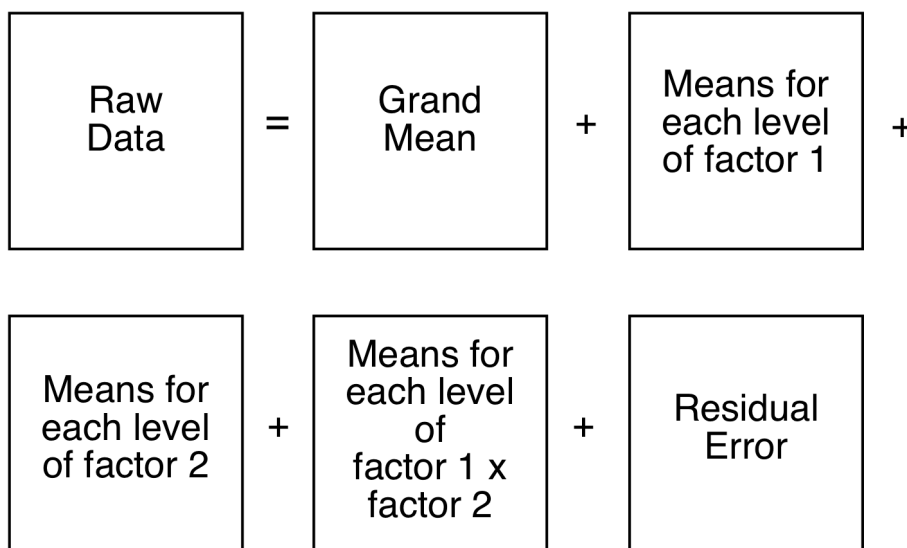 Raw
Data
=
Grand
Mean
+
Means for
each level
of factor 1
+
Means for
each level
of factor 2
+
Means for
each level
of
factor 1 x
factor 2
+
Residual
Error